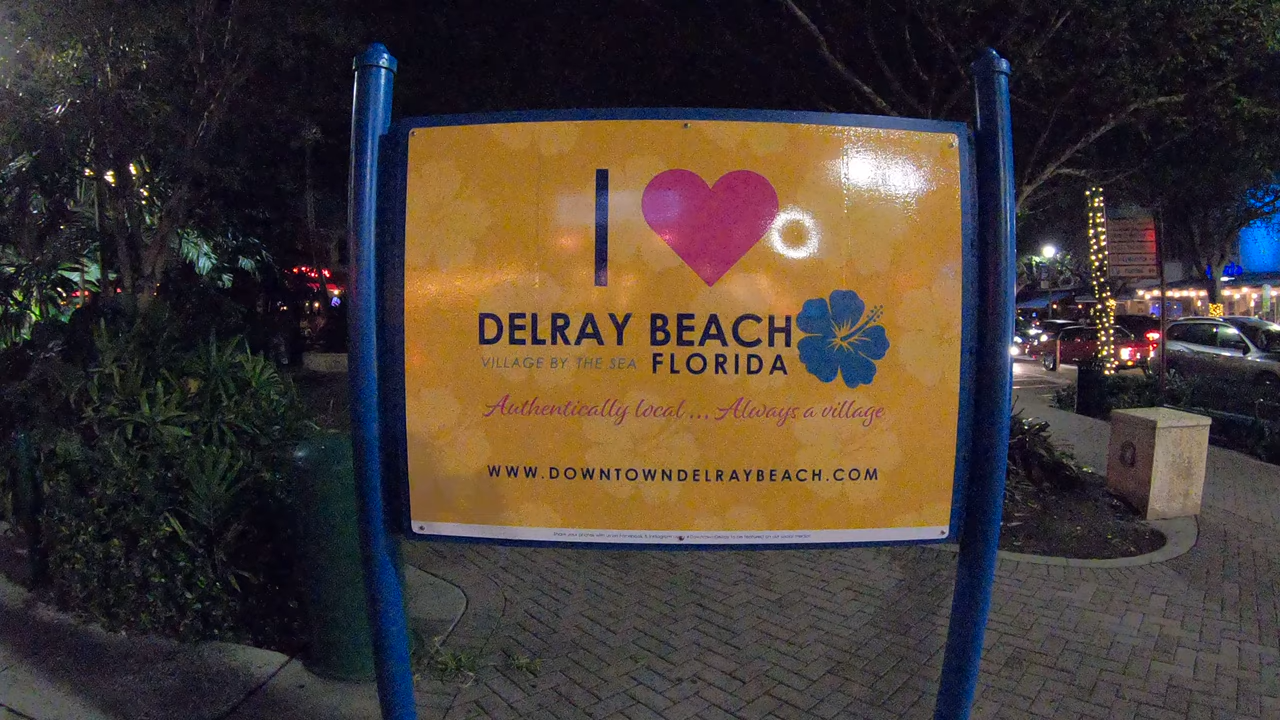 I
DELRAY BEACH
VILLAGE BY THE SEA FLORIDA
Authentically local... Always a village
WWW.DOWNTOWNDELRAYBEACH.COM